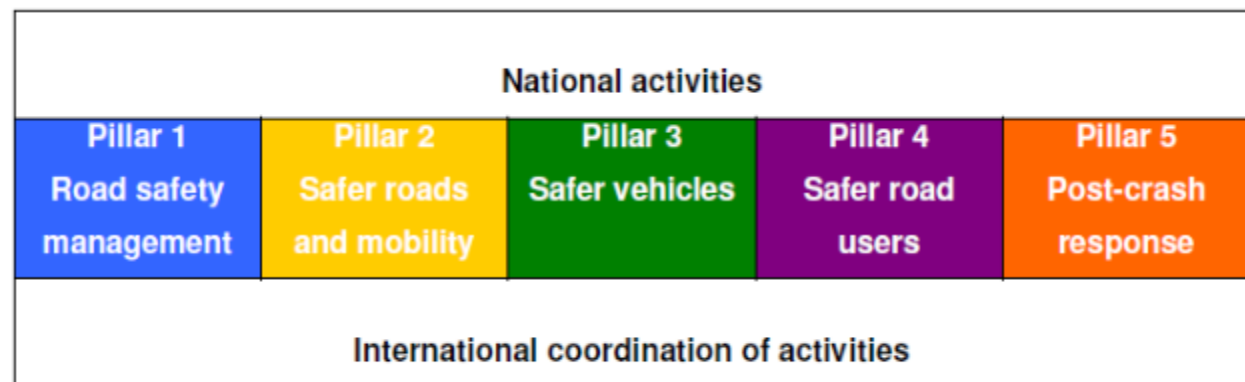 National activities
Pillar 1
Road safety
management
Pillar 2
Safer roads
and mobility
Pillar 3
Safer vehicles
Pillar 4
Safer road
users
Pillar 5
Post-crash
response
International coordination of activities